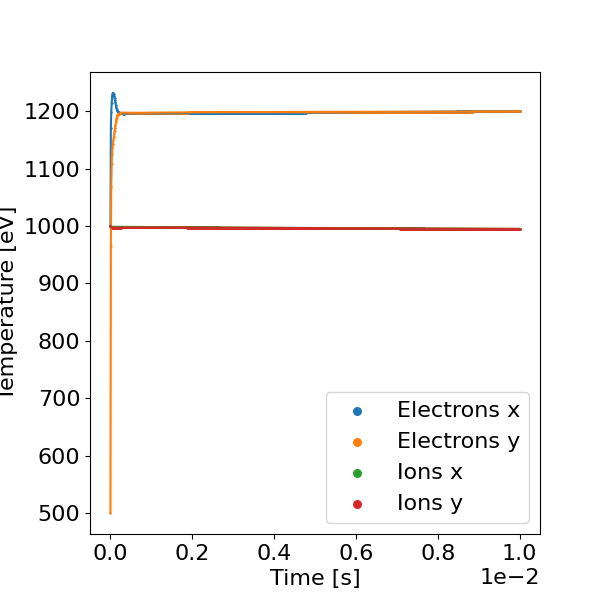 1200
1100
1000
900
800
700
600
500
Temperature [eV]
0.0 0.2 0.4 0.6 0.8 1.0
1e−2
Time [s]
Electrons x
Electrons y
Ions x
Ions y